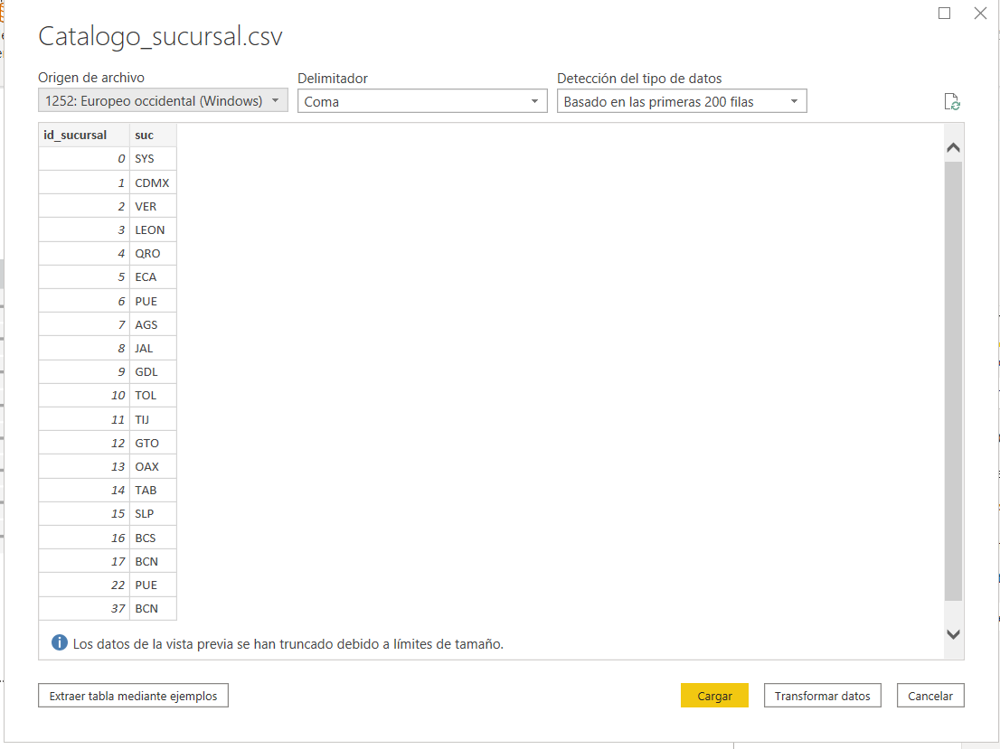 Catalogo_sucursal.csv
Origen de archivo
1252: Europeo occidental (Windows)
Delimitador
Coma
Detección del tipo de datos
Basado en las primeras 200 filas
id_sucursal suc
0 SYS
1 CDMX
2 VER
3 LEON
4 QRO
5 ECA
6 PUE
7 AGS
8 JAL
9 GDL
10 TOL
11 TIJ
12 GTO
13 OAX
14 TAB
15 SLP
16 BCS
17 BCN
22 PUE
37 BCN
Los datos de la vista previa se han truncado debido a límites de tamaño.
Extraer tabla mediante ejemplos
Cargar
Transformar datos
Cancelar